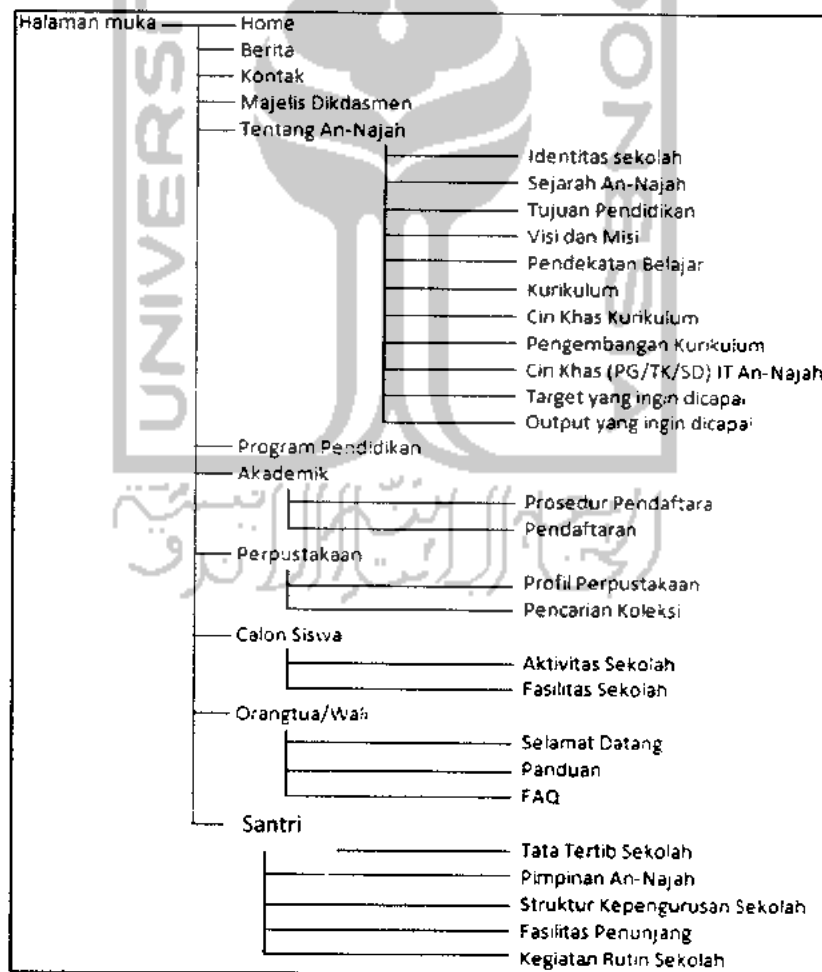 Halaman muka Home
Berita
Kontak
Majelis Dikdasmen
Tentang An-Najah
Identitas sekolah
Sejarah An-Najah
Tujuan Pendidikan
Visi dan Misi
Pendekatan Belajar
Kurikulum
Ciri Khas Kurikulum
Pengembangan Kurikulum
Ciri Khas (PG/TK/SD) IT An-Najah
Target yang ingin dicapai
Output yang ingin dicapai
Program Pendidikan
Akademik
Prosedur Pendaftara
Pendaftaran
Perpustakaan
Profil Perpustakaan
Pencarian Koleksi
Calon Siswa
Aktivitas Sekolah
Fasilitas Sekolah
Orangtua/Wali
Selamat Datang
Panduan
FAQ
Santri
Tata Tertib Sekolah
Pimpinan An-Najah
Struktur Kepengurusan Sekolah
Fasilitas Penunjang
Kegiatan Rutin Sekolah